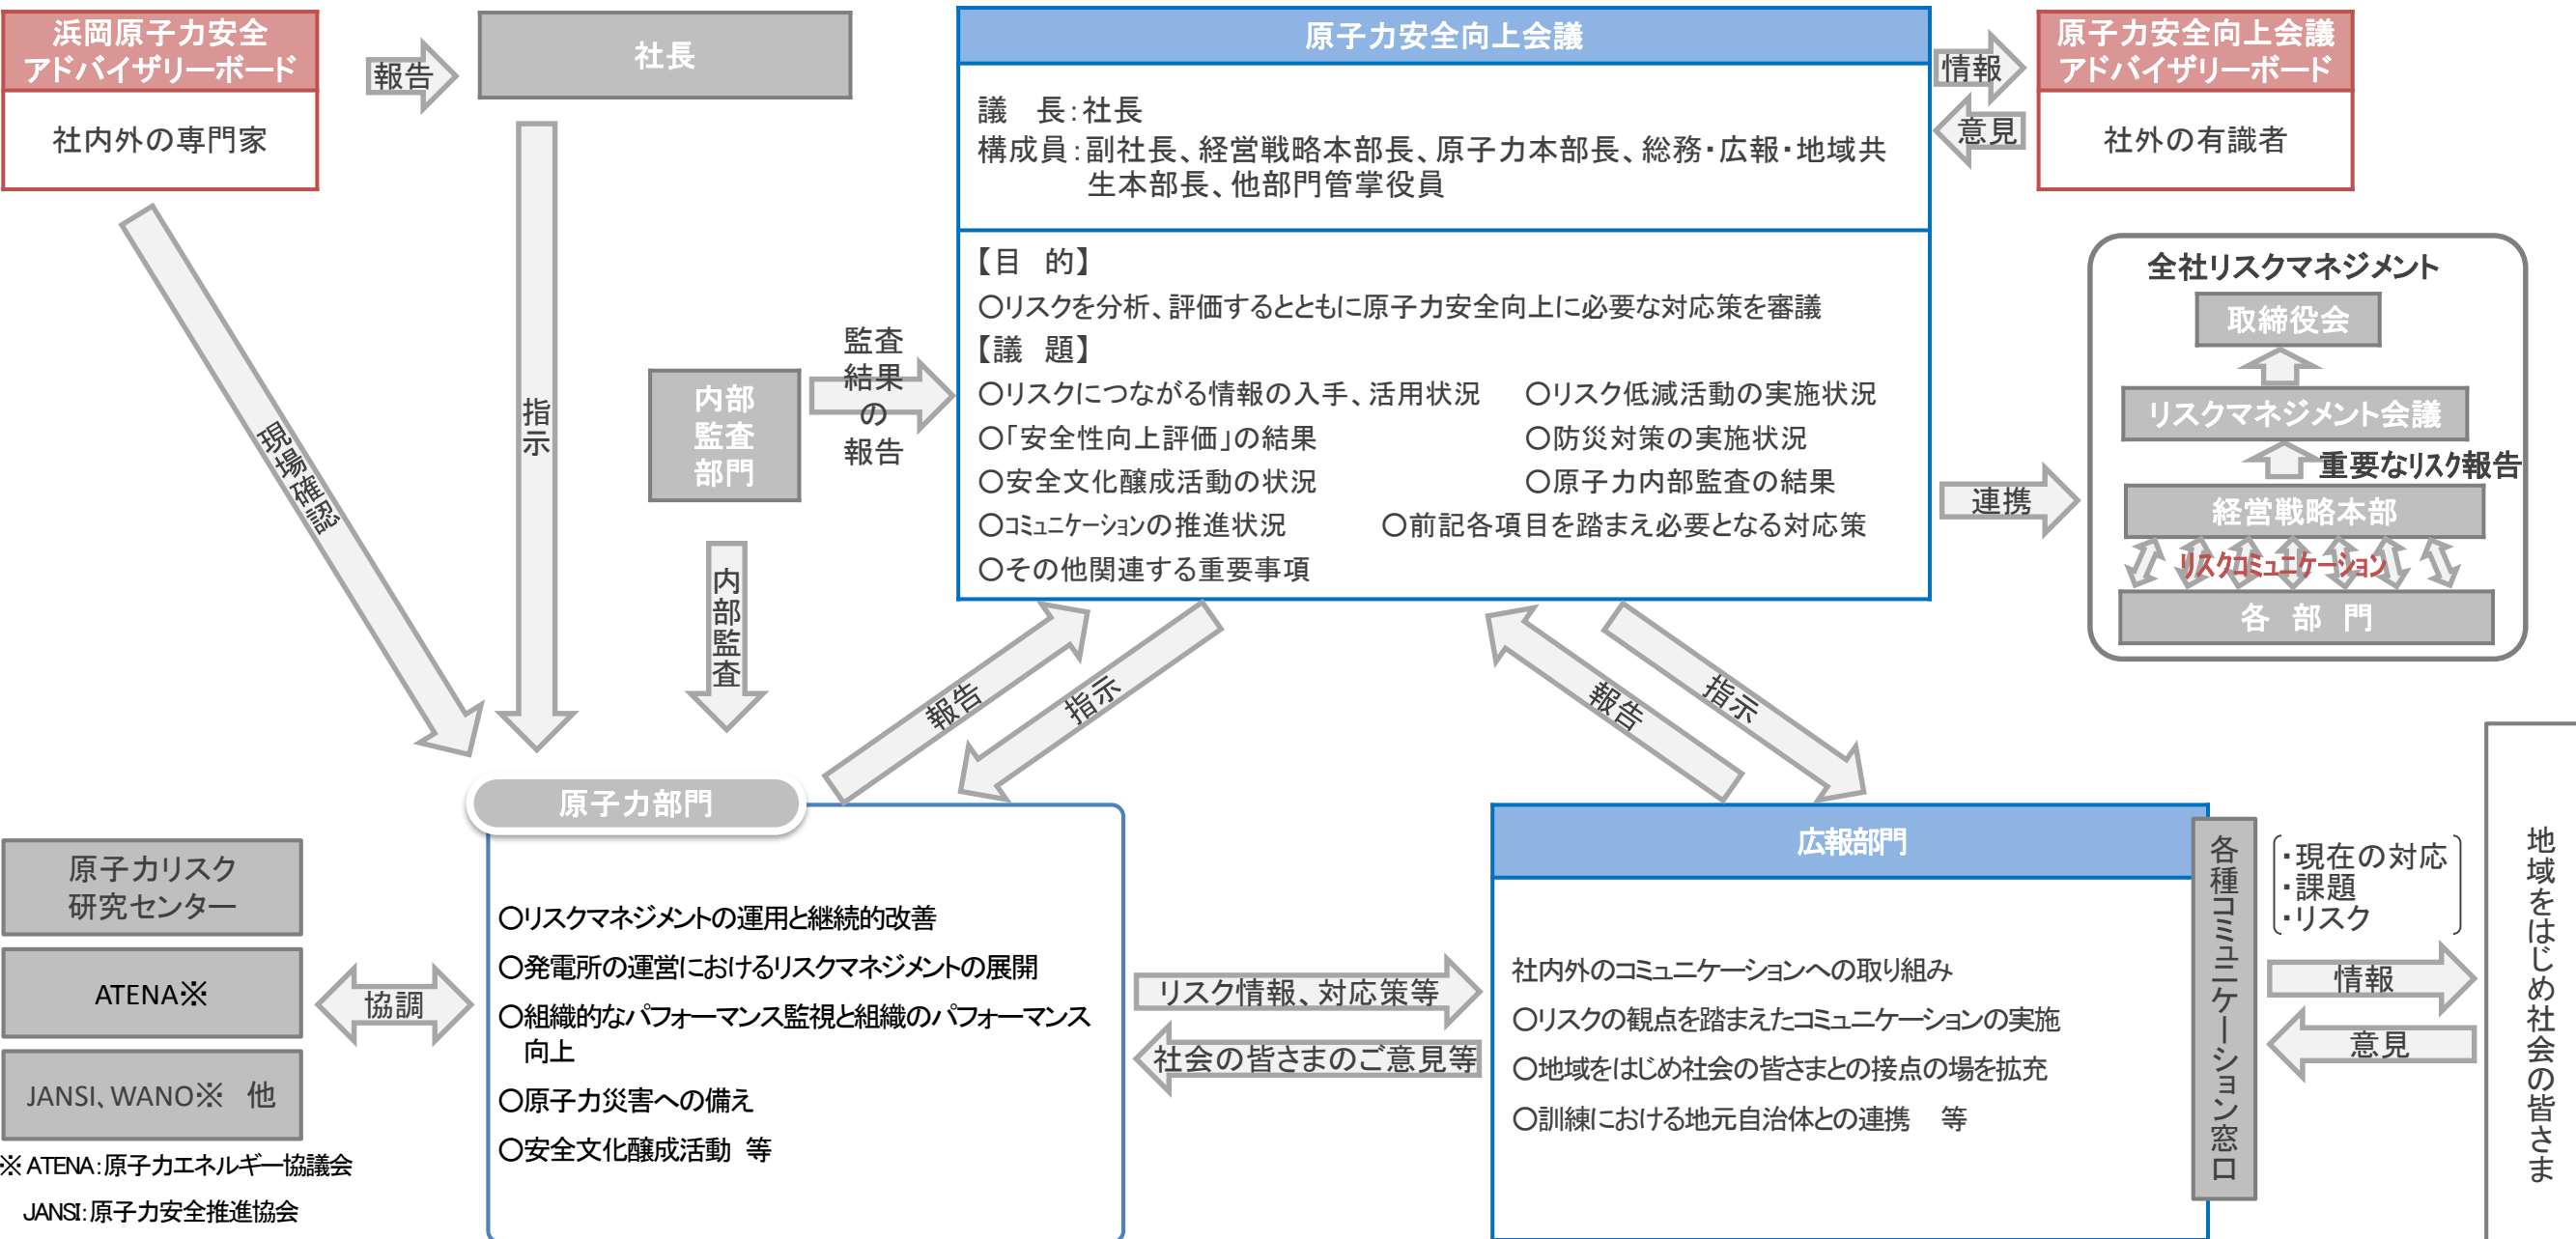 浜岡原子力安全
アドバイザリーボード
社内外の専門家
報告
社長
原子力安全向上会議
議　長：社長
構成員：副社長、経営戦略本部長、原子力本部長、総務・広報・地域共
生本部長、他部門管掌役員
【目　的】
〇リスクを分析、評価するとともに原子力安全向上に必要な対応策を審議
【議　題】
〇リスクにつながる情報の入手、活用状況　〇リスク低減活動の実施状況
〇「安全性向上評価」の結果　〇防災対策の実施状況
〇安全文化醸成活動の状況　〇原子力内部監査の結果
〇コミュニケーションの推進状況　〇前記各項目を踏まえ必要となる対応策
〇その他関連する重要事項
情報
意見
原子力安全向上会議
アドバイザリーボード
社外の有識者
現場確認
指示
内部
監査
部門
監査
結果
の
報告
内部監査
連携
全社リスクマネジメント
取締役会
リスクマネジメント会議
重要なリスク報告
経営戦略本部
リスクコミュニケーション
各　部　門
報告
指示
報告
指示
原子力部門
〇リスクマネジメントの運用と継続的改善
〇発電所の運営におけるリスクマネジメントの展開
〇組織的なパフォーマンス監視と組織のパフォーマンス
向上
〇原子力災害への備え
〇安全文化醸成活動 等
原子力リスク
研究センター
ATENA※
JANSI、WANO※　他
協調
※ ATENA：原子力エネルギー協議会
JANSI：原子力安全推進協会
リスク情報、対応策等
社会の皆さまのご意見等
広報部門
社内外のコミュニケーションへの取り組み
〇リスクの観点を踏まえたコミュニケーションの実施
〇地域をはじめ社会の皆さまとの接点の場を拡充
〇訓練における地元自治体との連携　等
各種コミュニケーション窓口
・現在の対応
・課題
・リスク
情報
意見
地域をはじめ社会の皆さま